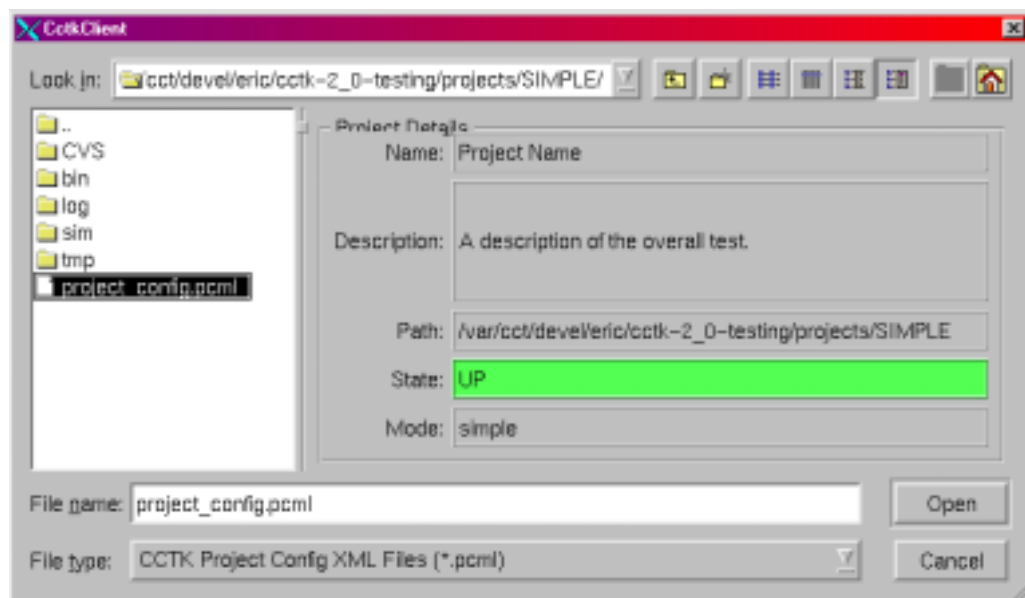 CctkClient
Look in: cct/devel/eric/cctk-2_0-testing/projects/SIMPLE/
..
CVS
bin
log
sim
tmp
project_config.pcml
Project Details
Name: Project Name
Description: A description of the overall test.
Path: /var/cct/devel/eric/cctk-2_0-testing/projects/SIMPLE
State: UP
Mode: simple
File name: project_config.pcml
Open
File type: CCTK Project Config XML Files (*.pcml)
Cancel